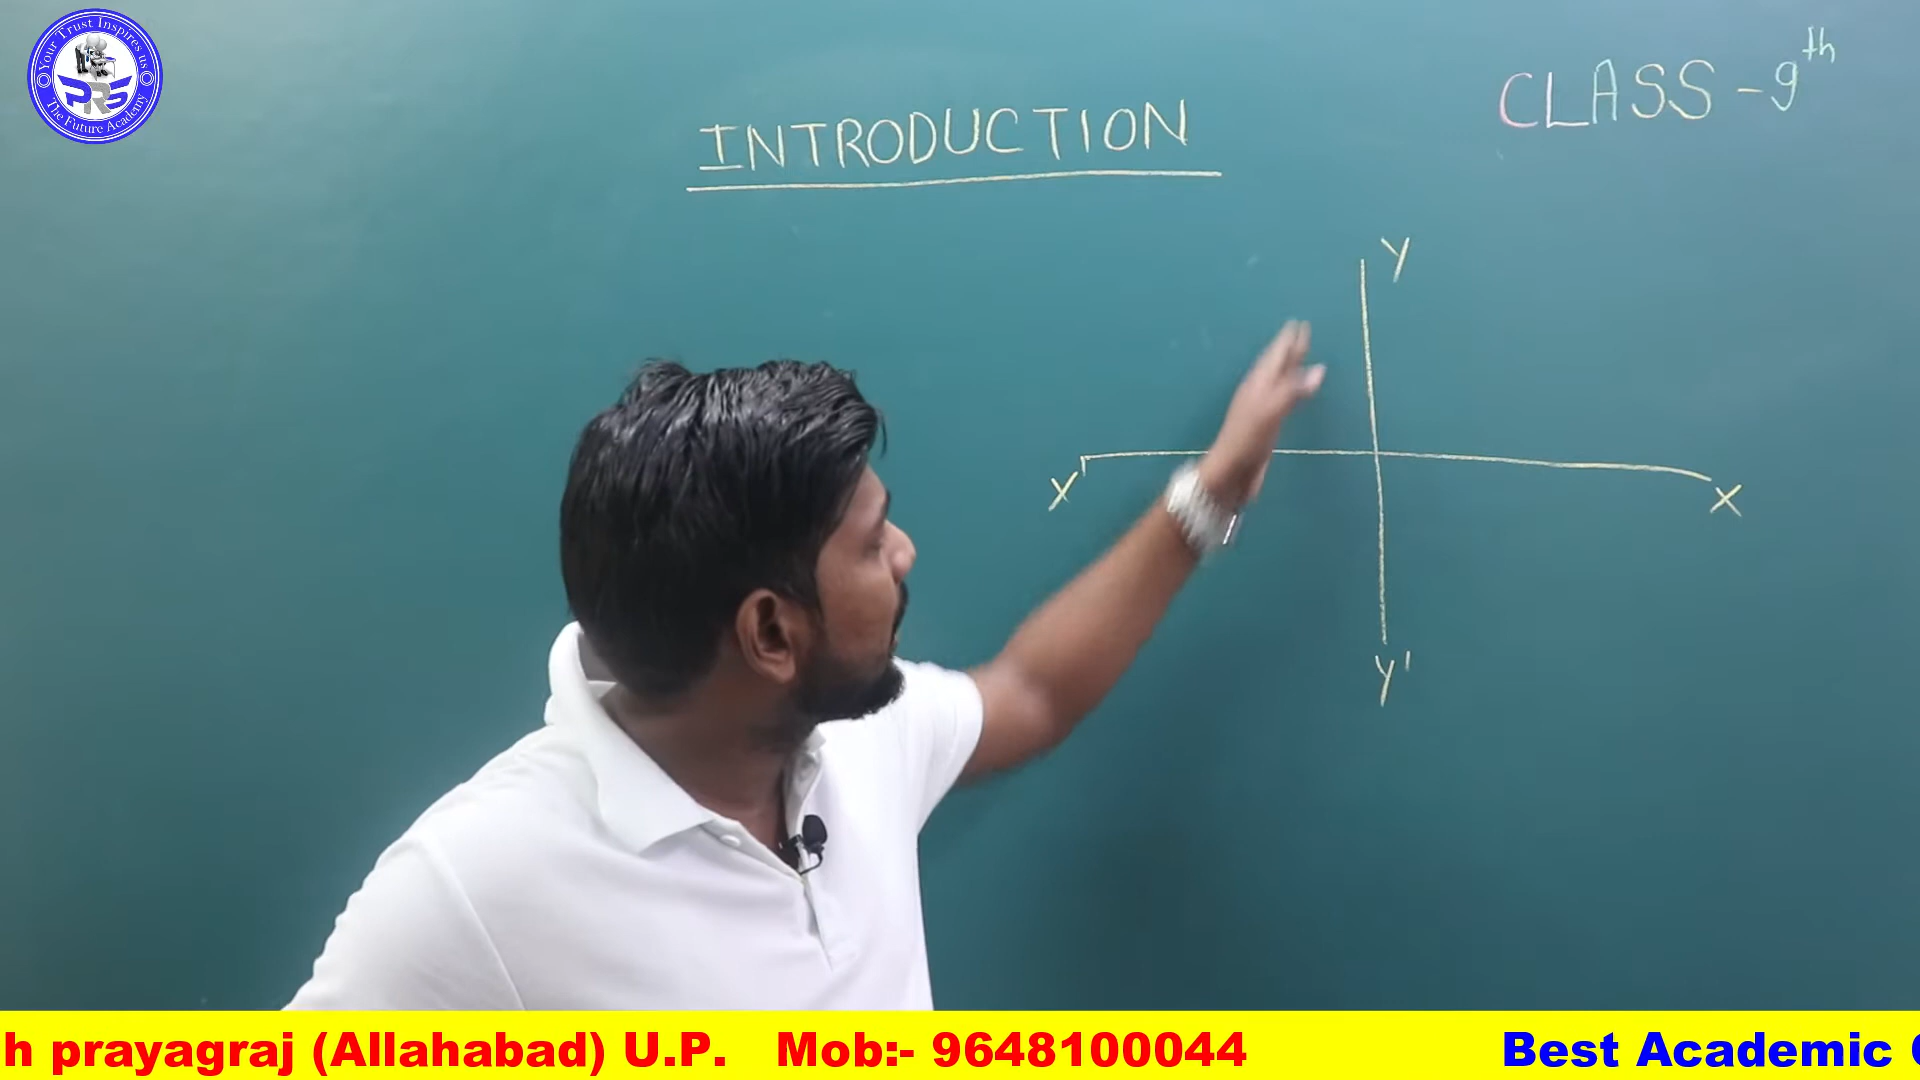 Your Trust Inspires us
PRS
The Future Academy
CLASS - 9th
INTRODUCTION
Y
X'
X
Y'
h prayagraj (Allahabad) U.P. Mob:- 9648100044 Best Academic